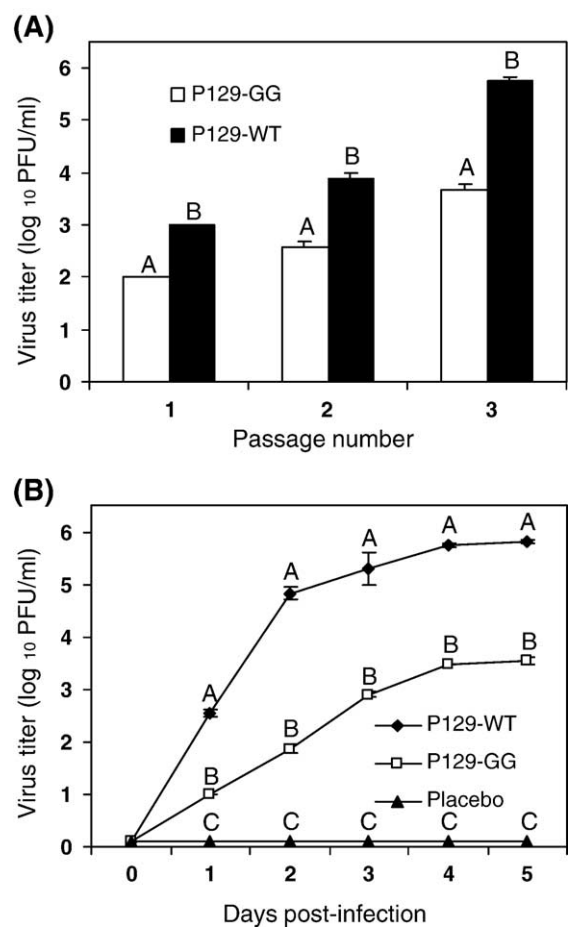 (A)
Virus titer (log 10 PFU/ml)
6
5
4
3
2
1
0
P129-GG
P129-WT
A
B
A
B
A
B
1 2 3
Passage number
(B)
Virus titer (log 10 PFU/ml)
6
5
4
3
2
1
0
A A A A A
B B B B B
C C C C C
P129-WT
P129-GG
Placebo
0 1 2 3 4 5
Days post-infection